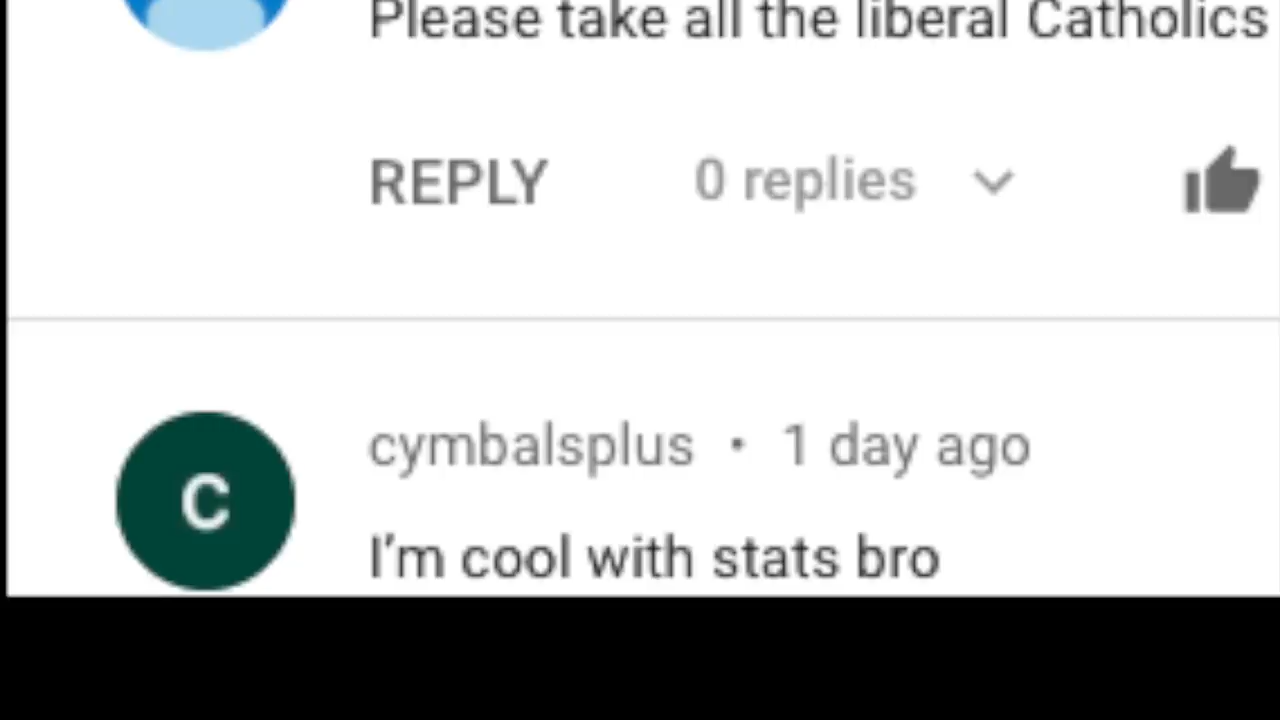 Please take all the liberal Catholics
REPLY 0 replies
C
cymbalsplus • 1 day ago
I'm cool with stats bro